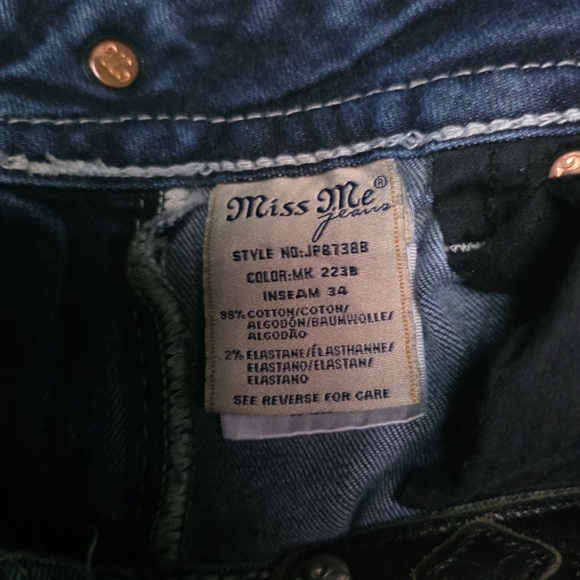 Miss Me®
jeans
STYLE NO:JP8738B
COLOR:MK 223B
INSEAM 34
98% COTTON/COTON/
ALGODÓN/BAUMWOLLE/
ALGODÃO
2% ELASTANE/ÉLASTHANNE/
ELASTANO/ELASTAN/
ELASTANO
SEE REVERSE FOR CARE